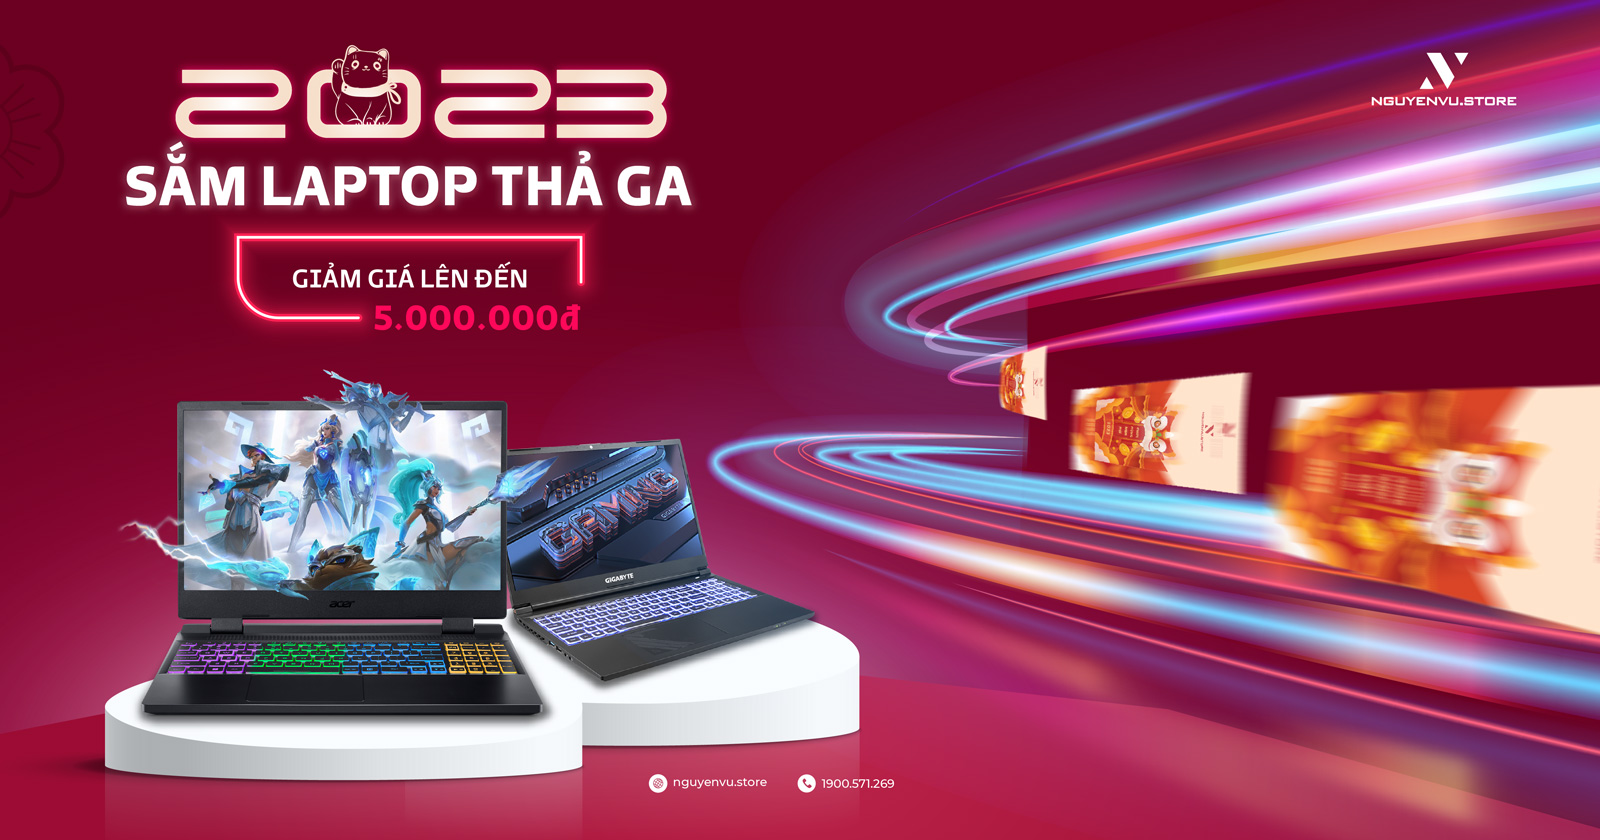 2023
SẮM LAPTOP THẢ GA
GIẢM GIÁ LÊN ĐẾN
5.000.000đ
NGUYENVU.STORE
GAMING
GIGABYTE
acer
nguyenvu.store
1900.571.269